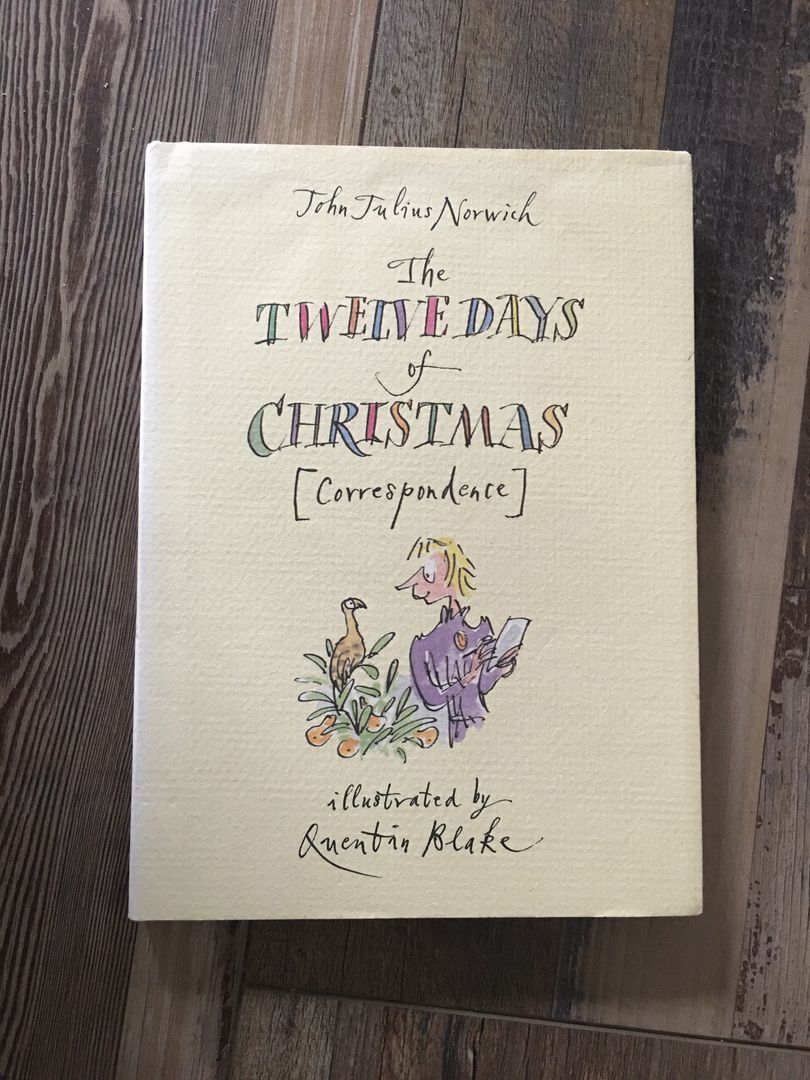 John Julius Norwich
The
TWELVE DAYS
of
CHRISTMAS
[Correspondence]
illustrated by
Quentin Blake